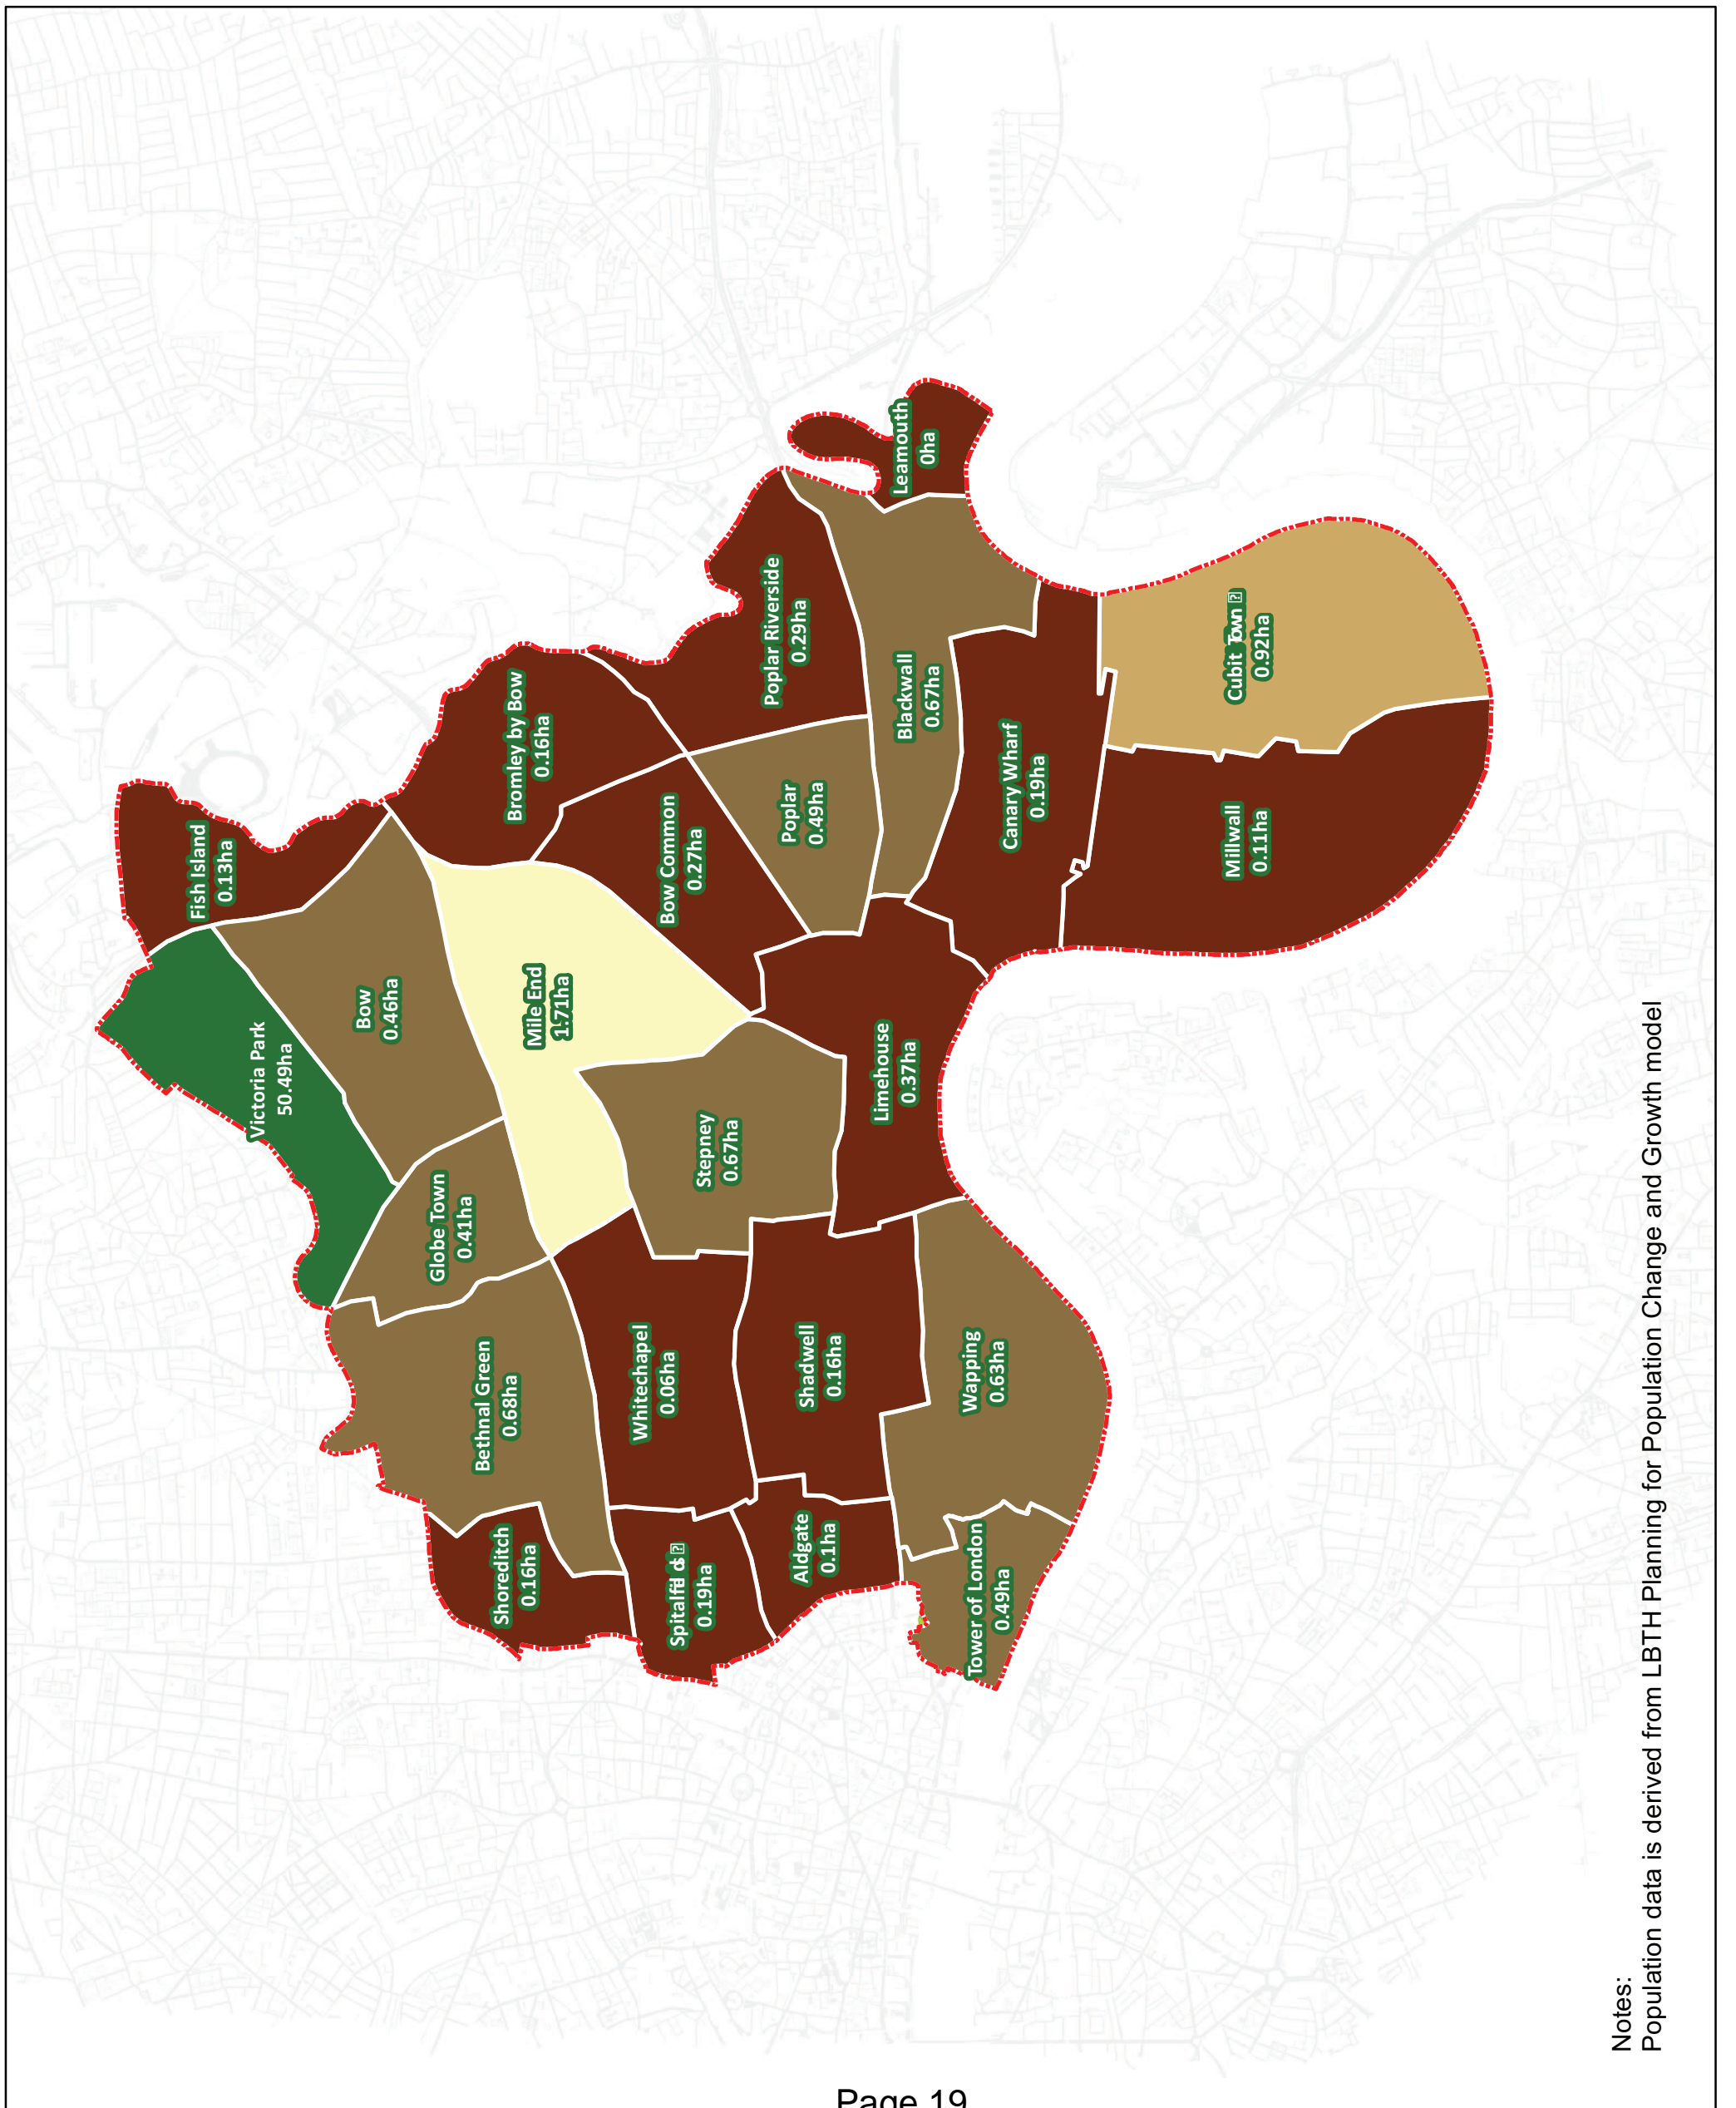 Victoria Park
50.49ha
Fish Island
0.13ha
Bow
0.46ha
Globe Town
0.41ha
Bethnal Green
0.68ha
Mile End
1.71ha
Bromley by Bow
0.16ha
Shoreditch
0.16ha
Whitechapel
0.06ha
Bow Common
0.27ha
Stepney
0.67ha
Spitalfields
0.19ha
Poplar Riverside
0.29ha
Poplar
0.49ha
Shadwell
0.16ha
Aldgate
0.1ha
Limehouse
0.37ha
Blackwall
0.67ha
Leamouth
0ha
Wapping
0.63ha
Tower of London
0.49ha
Canary Wharf
0.19ha
Cubit Town
0.92ha
Millwall
0.11ha
Notes:
Population data is derived from LBTH Planning for Population Change and Growth model
Page 19